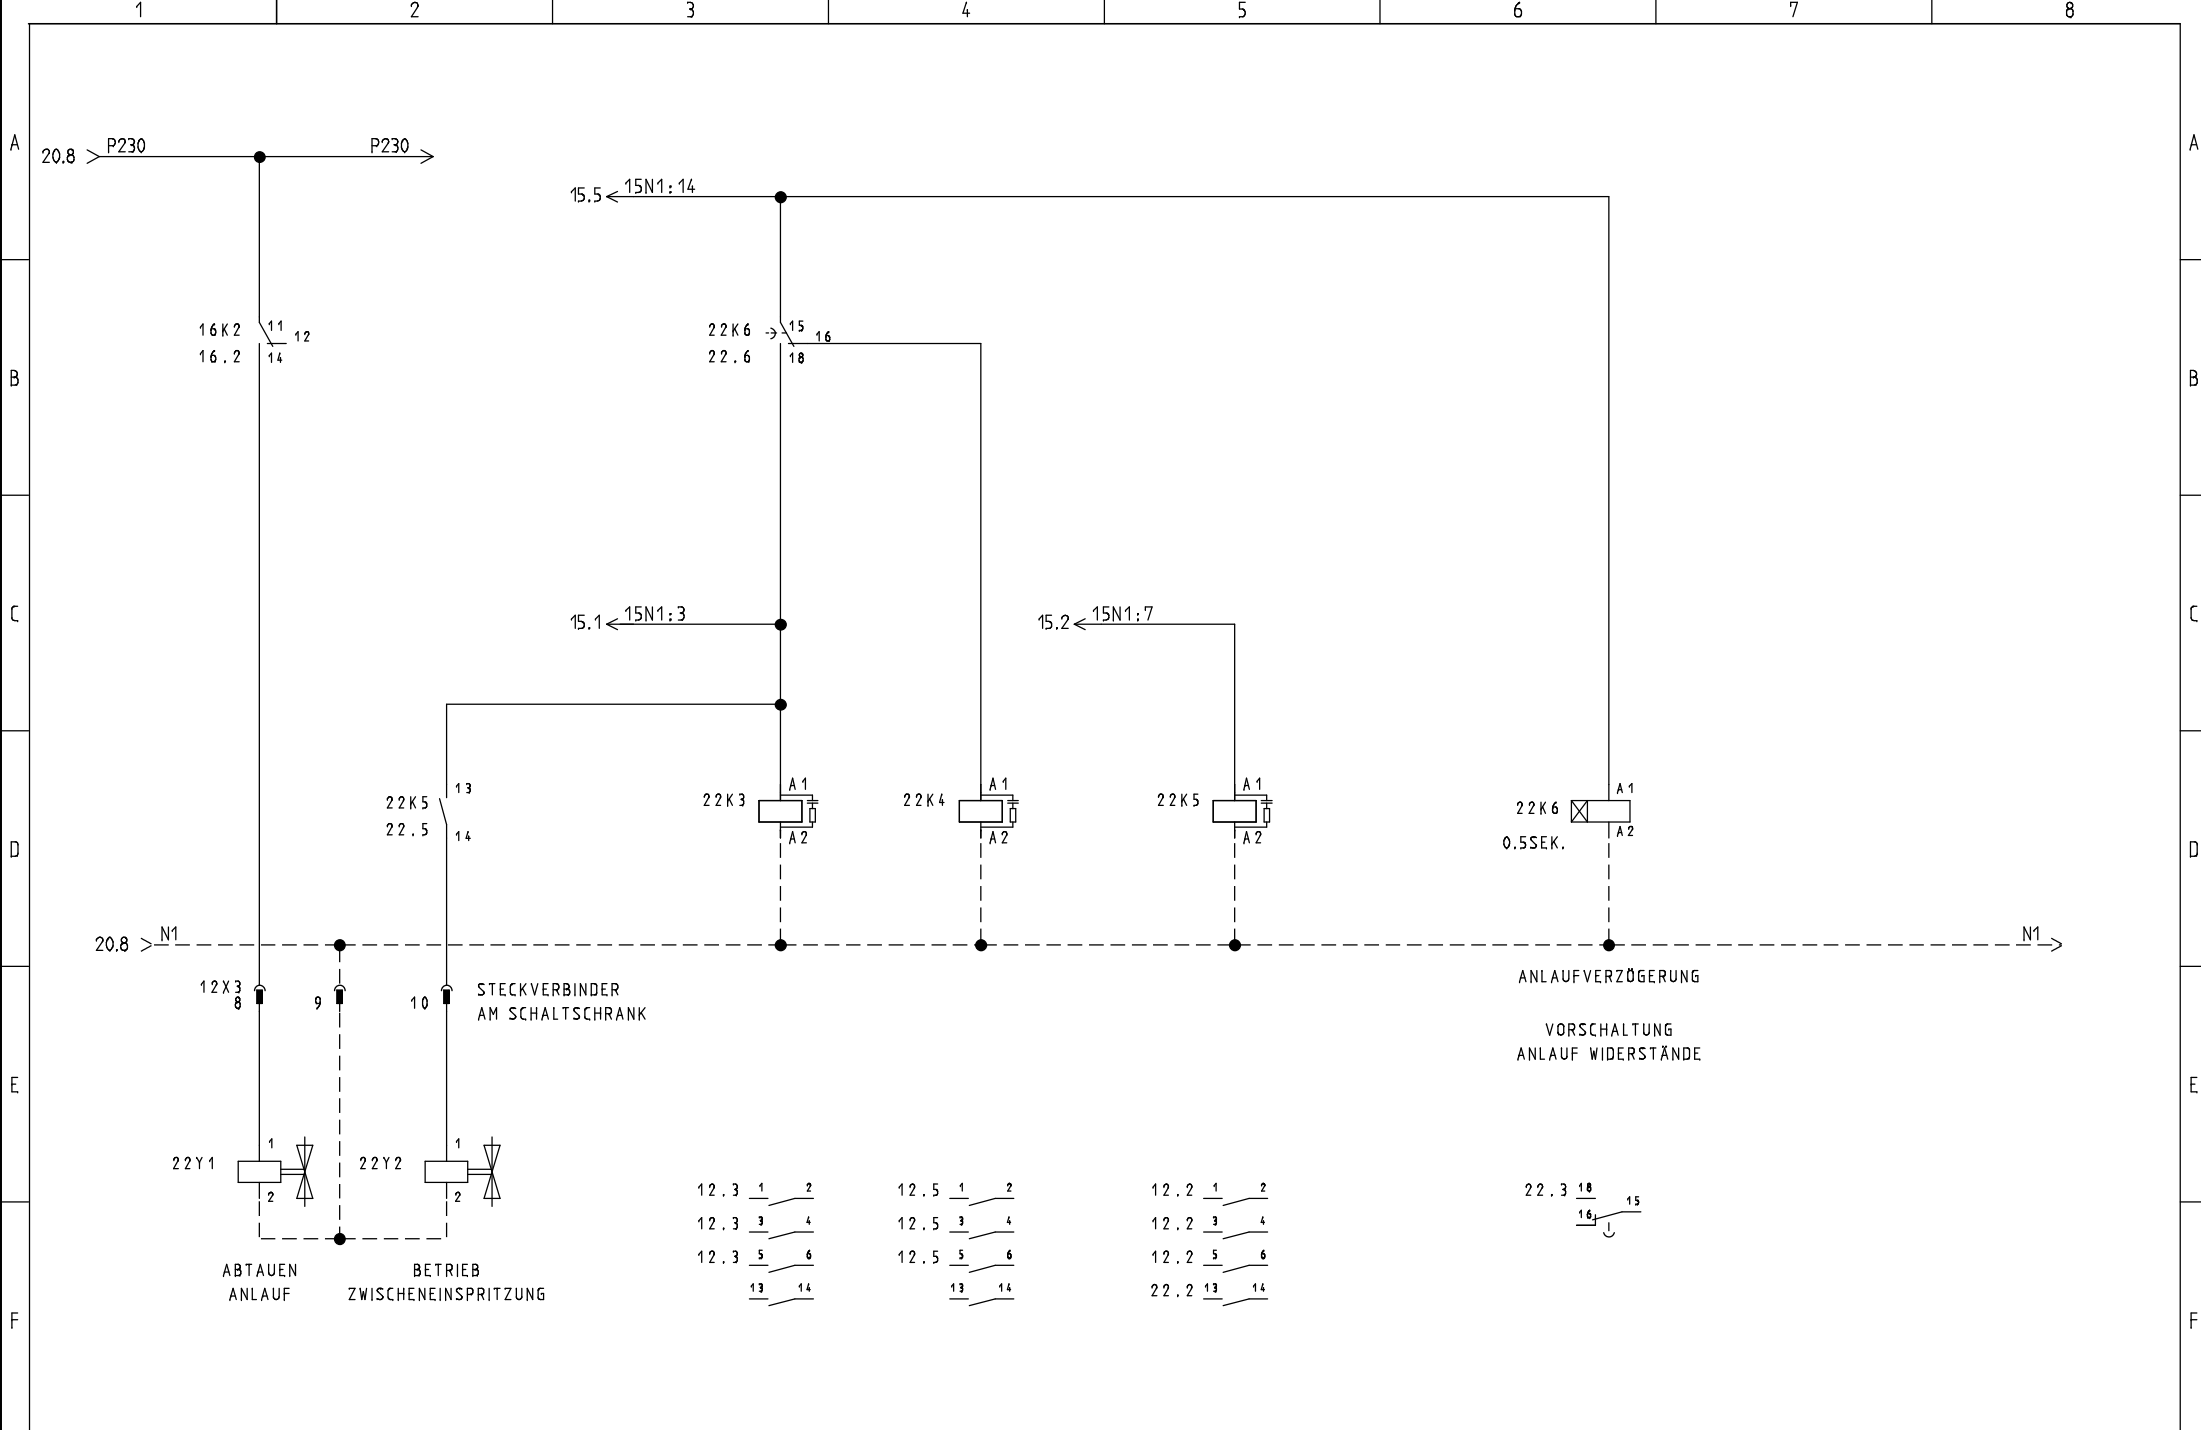 1 2 3 4 5 6 7 8
A A
20.8 P230 P230
15.5 15N1:14
16K2 11 12
16.2 14
22K6 15 16
22.6 18
B B
15.1 15N1:3
15.2 15N1:7
C C
22K5 13
22.5 14
22K3 A1
A2
22K4 A1
A2
22K5 A1
A2
22K6 A1
A2
0.5SEK.
D D
20.8 N1 N1
12X3
8 9 10
STECKVERBINDER
AM SCHALTSCHRANK
ANLAUFVERZÖGERUNG
VORSCHALTUNG
ANLAUF WIDERSTÄNDE
E E
22Y1 1
2
22Y2 1
2
ABTAUEN
ANLAUF
BETRIEB
ZWISCHENEINSPRITZUNG
12.3 1 2
12.3 3 4
12.3 5 6
13 14
12.5 1 2
12.5 3 4
12.5 5 6
13 14
12.2 1 2
12.2 3 4
12.2 5 6
22.2 13 14
22.3 18
16 15
F F